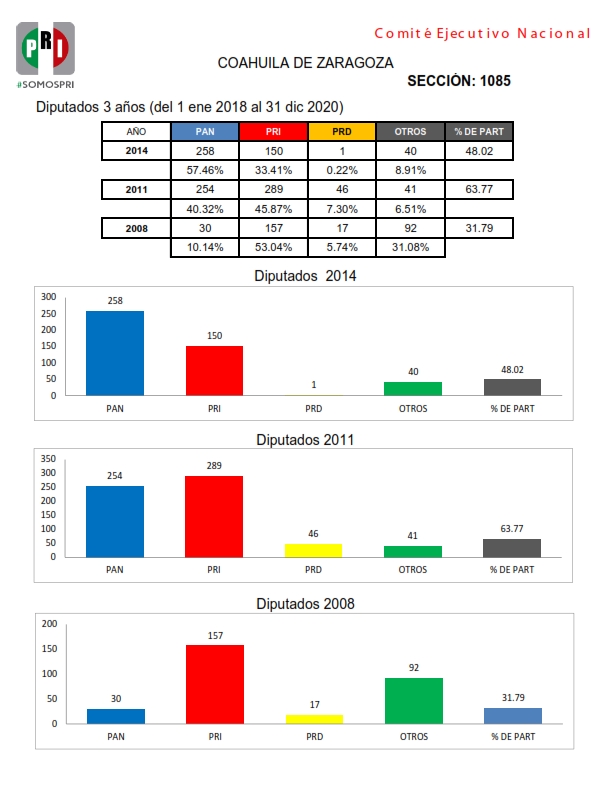 PRI
#SOMOSPRI
Comité Ejecutivo Nacional
COAHUILA DE ZARAGOZA
SECCIÓN: 1085
Diputados 3 años (del 1 ene 2018 al 31 dic 2020)
AÑO PAN PRI PRD OTROS % DE PART
2014 258 150 1 40 48.02
57.46% 33.41% 0.22% 8.91%
2011 254 289 46 41 63.77
40.32% 45.87% 7.30% 6.51%
2008 30 157 17 92 31.79
10.14% 53.04% 5.74% 31.08%
Diputados 2014
300
250
200
150
100
50
0
258
150
1
40
48.02
PAN PRI PRD OTROS % DE PART
Diputados 2011
350
300
250
200
150
100
50
0
254
289
46
41
63.77
PAN PRI PRD OTROS % DE PART
Diputados 2008
200
150
100
50
0
30
157
17
92
31.79
PAN PRI PRD OTROS % DE PART